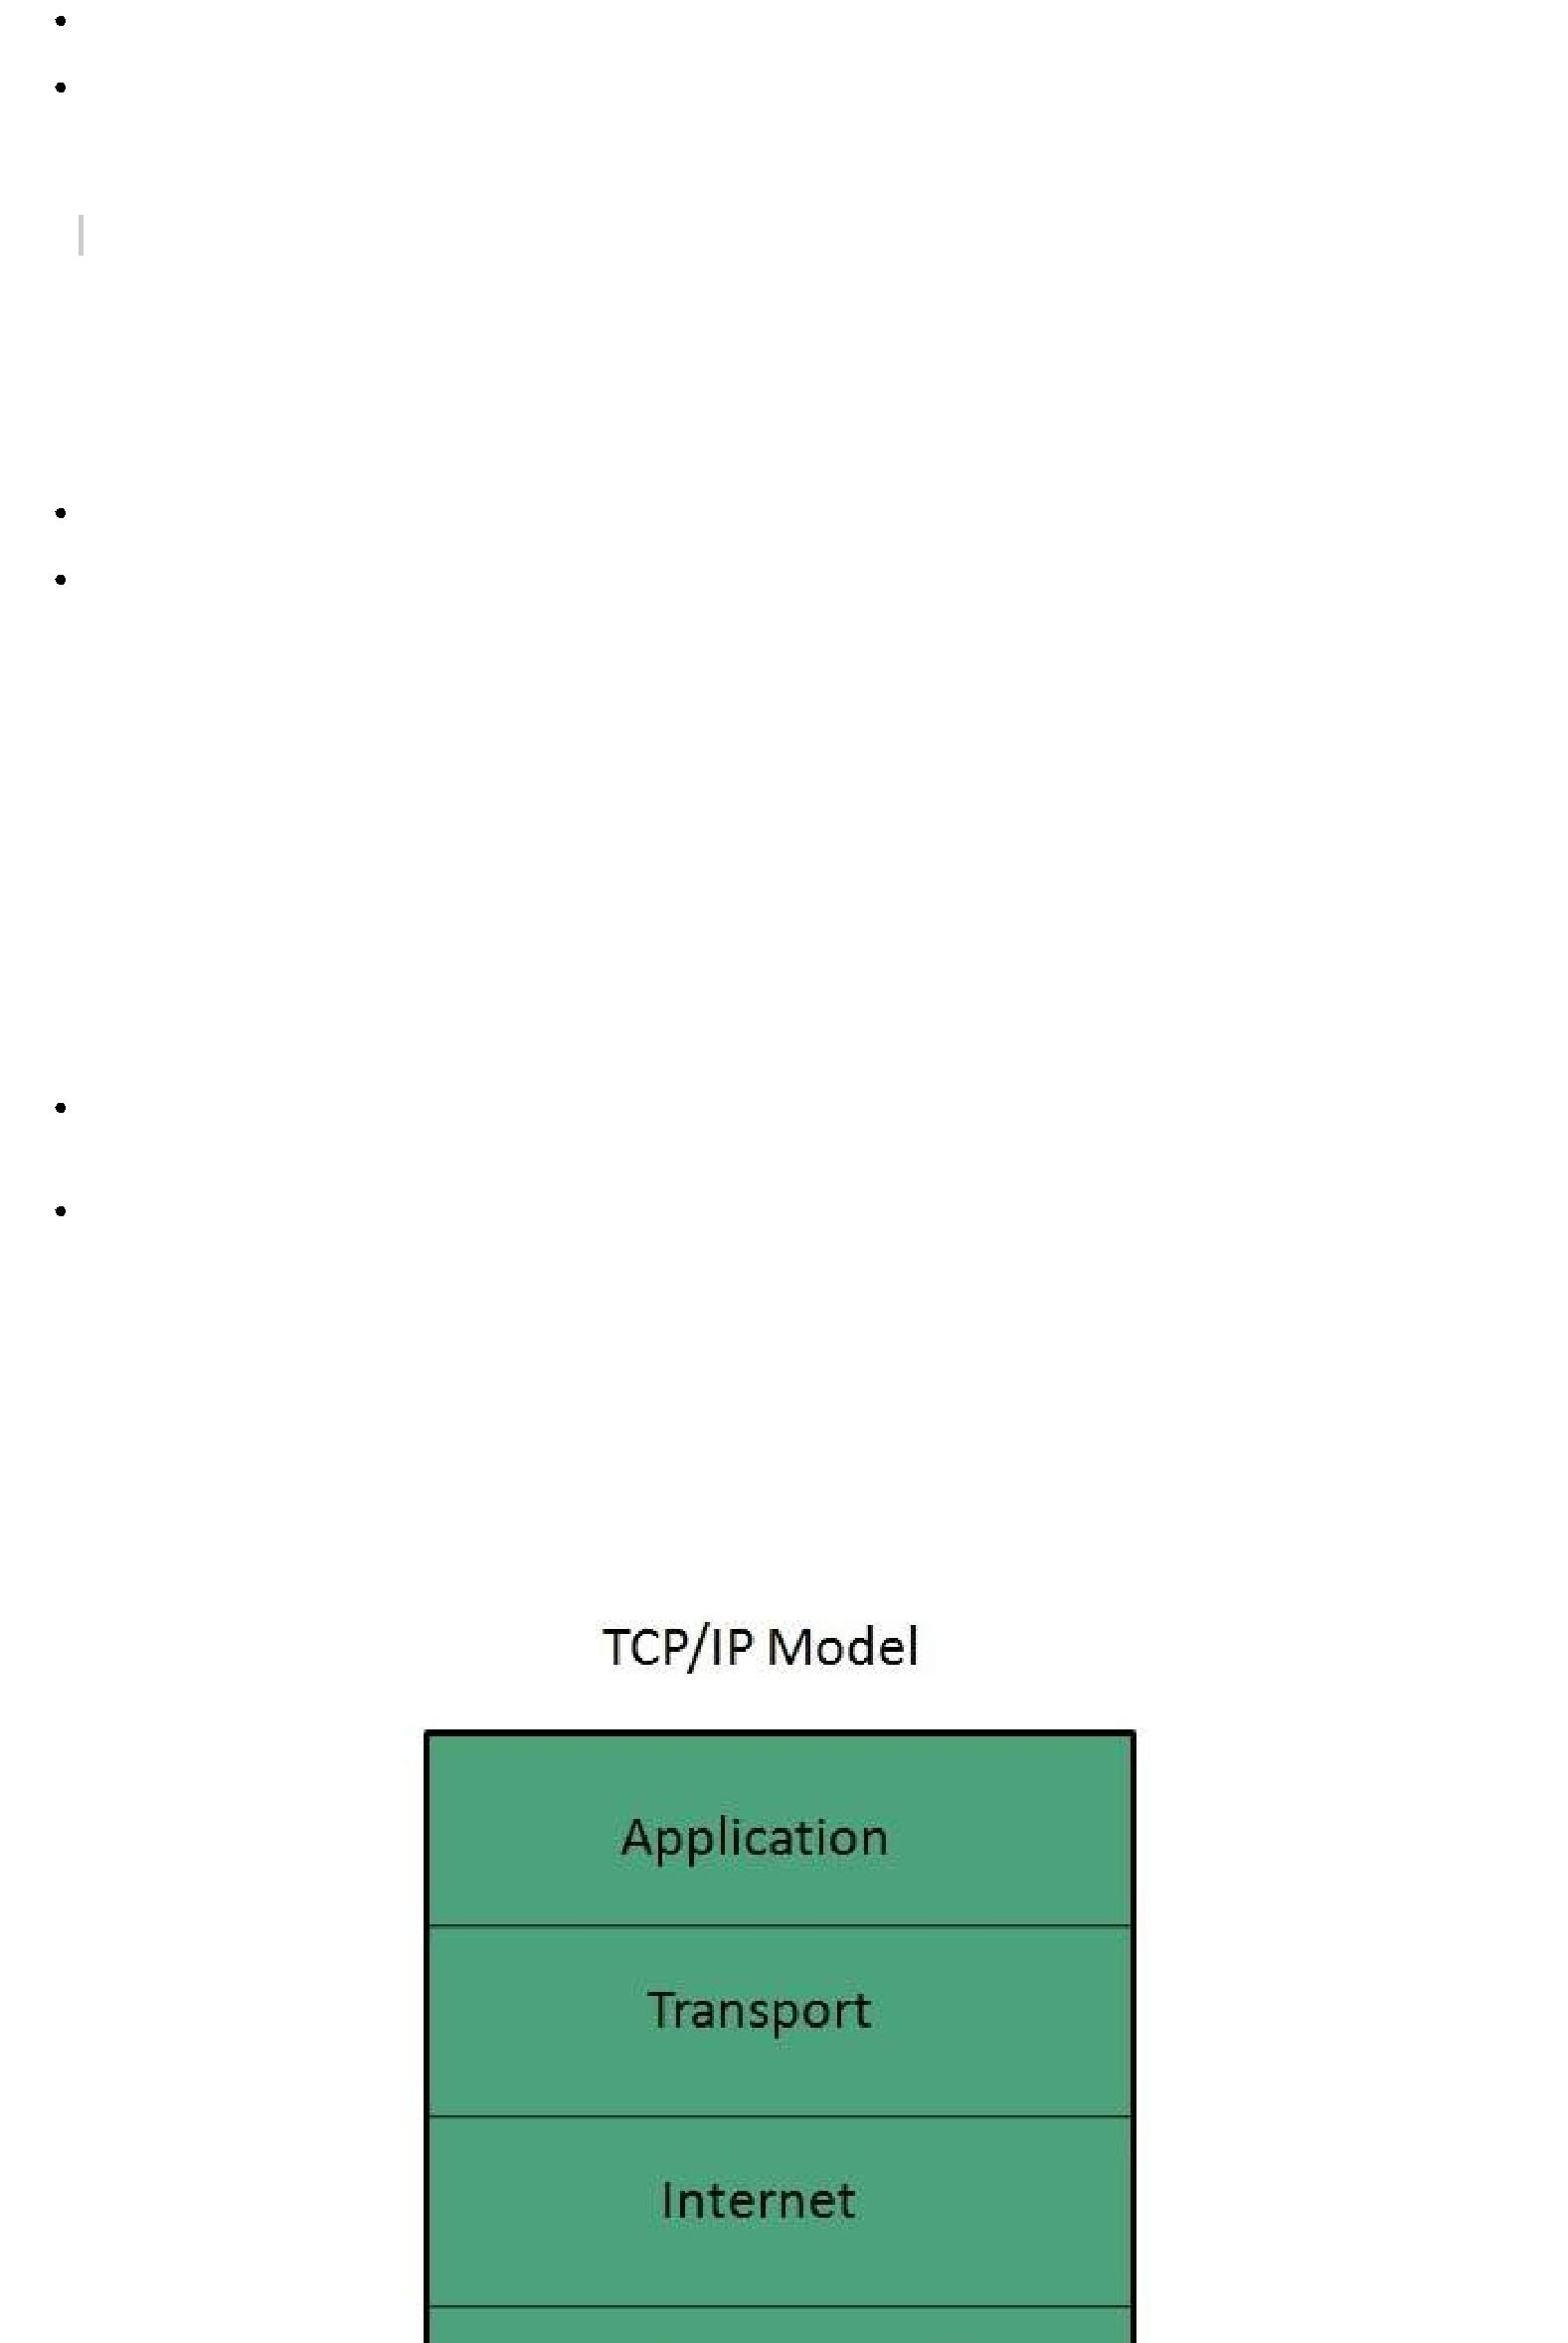 TCP/IP Model
Application
Transport
Internet